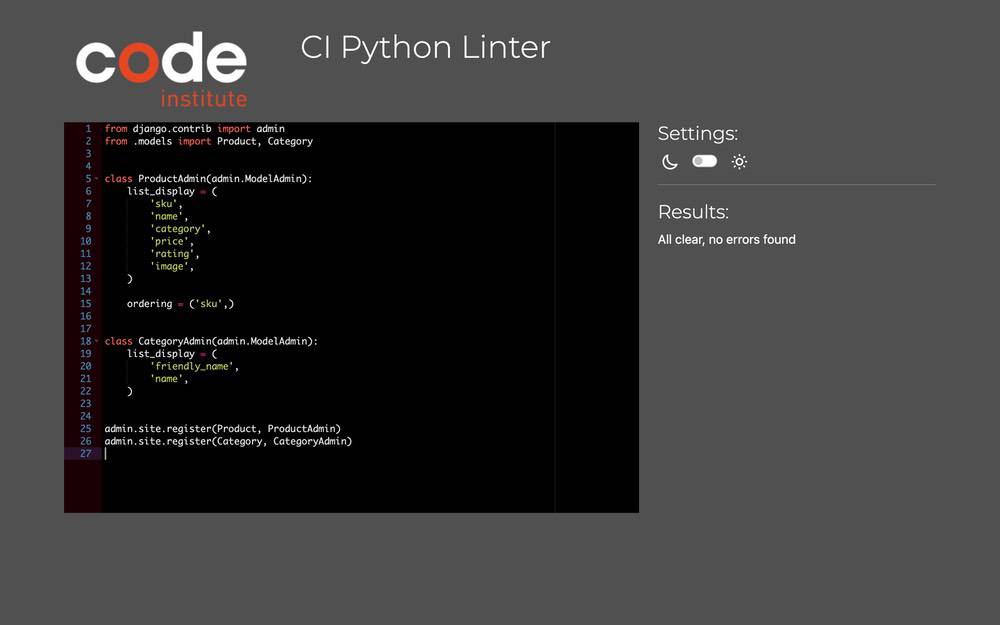 code
institute
CI Python Linter
1 from django.contrib import admin
2 from .models import Product, Category
3
4
5 class ProductAdmin(admin.ModelAdmin):
6     list_display = (
7         'sku',
8         'name',
9         'category',
10         'price',
11         'rating',
12         'image',
13     )
14
15     ordering = ('sku',)
16
17
18 class CategoryAdmin(admin.ModelAdmin):
19     list_display = (
20         'friendly_name',
21         'name',
22     )
23
24
25 admin.site.register(Product, ProductAdmin)
26 admin.site.register(Category, CategoryAdmin)
27
Settings:
Results:
All clear, no errors found